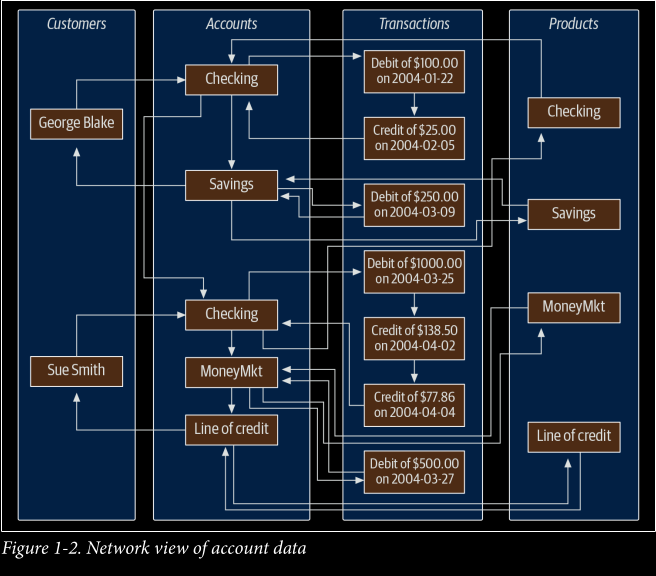 Customers
Accounts
Transactions
Products
George Blake
Sue Smith
Checking
Savings
Checking
MoneyMkt
Line of credit
Debit of $100.00
on 2004-01-22
Credit of $25.00
on 2004-02-05
Debit of $250.00
on 2004-03-09
Debit of $1000.00
on 2004-03-25
Credit of $138.50
on 2004-04-02
Credit of $77.86
on 2004-04-04
Debit of $500.00
on 2004-03-27
Checking
Savings
MoneyMkt
Line of credit
Figure 1-2. Network view of account data